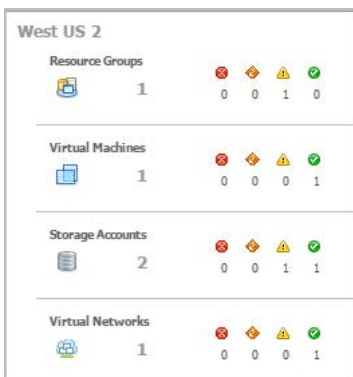 West US 2
Resource Groups
1
0 0 1 0
Virtual Machines
1
0 0 0 1
Storage Accounts
2
0 0 1 1
Virtual Networks
1
0 0 0 1